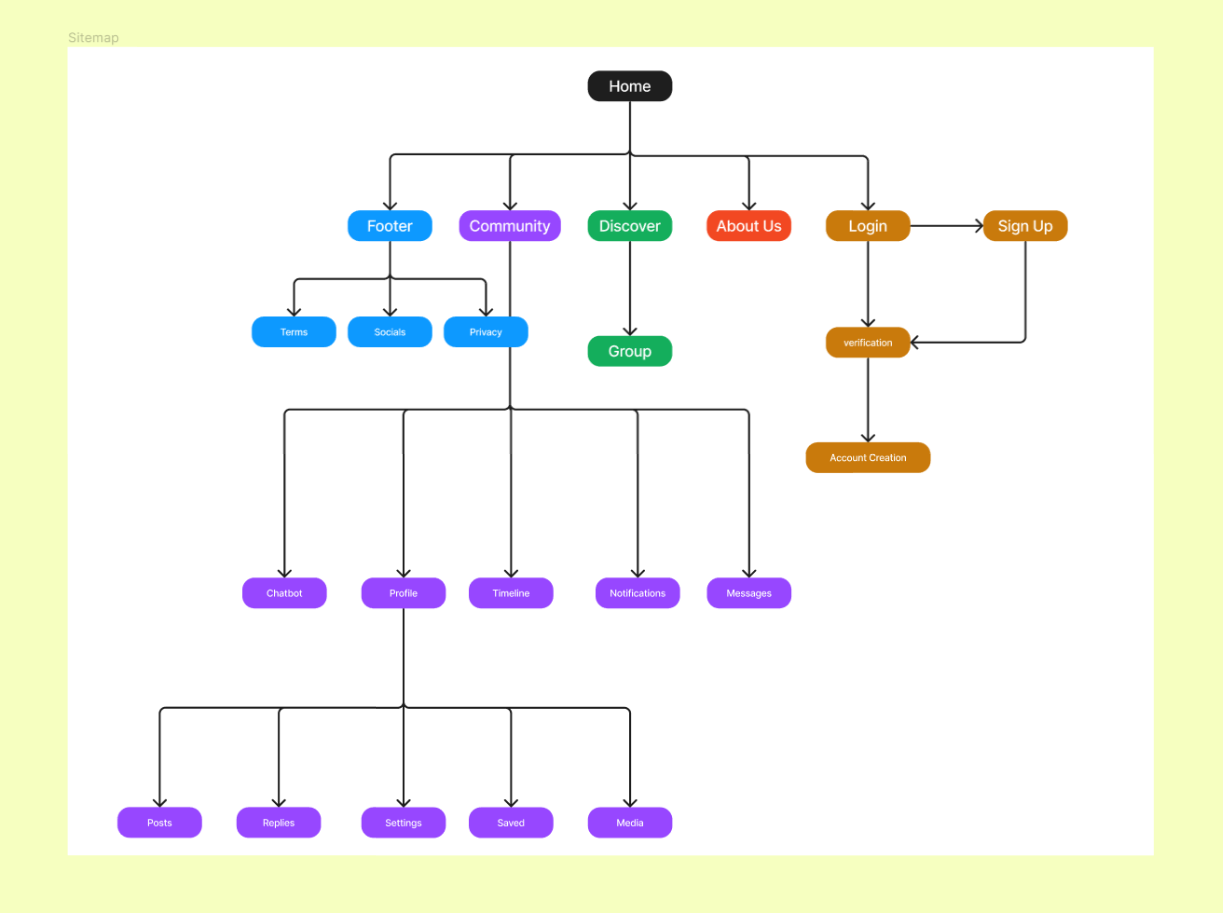 Sitemap
Home
Footer
Community
Discover
About Us
Login
Sign Up
Terms
Socials
Privacy
Group
verification
Account Creation
Chatbot
Profile
Timeline
Notifications
Messages
Posts
Replies
Settings
Saved
Media